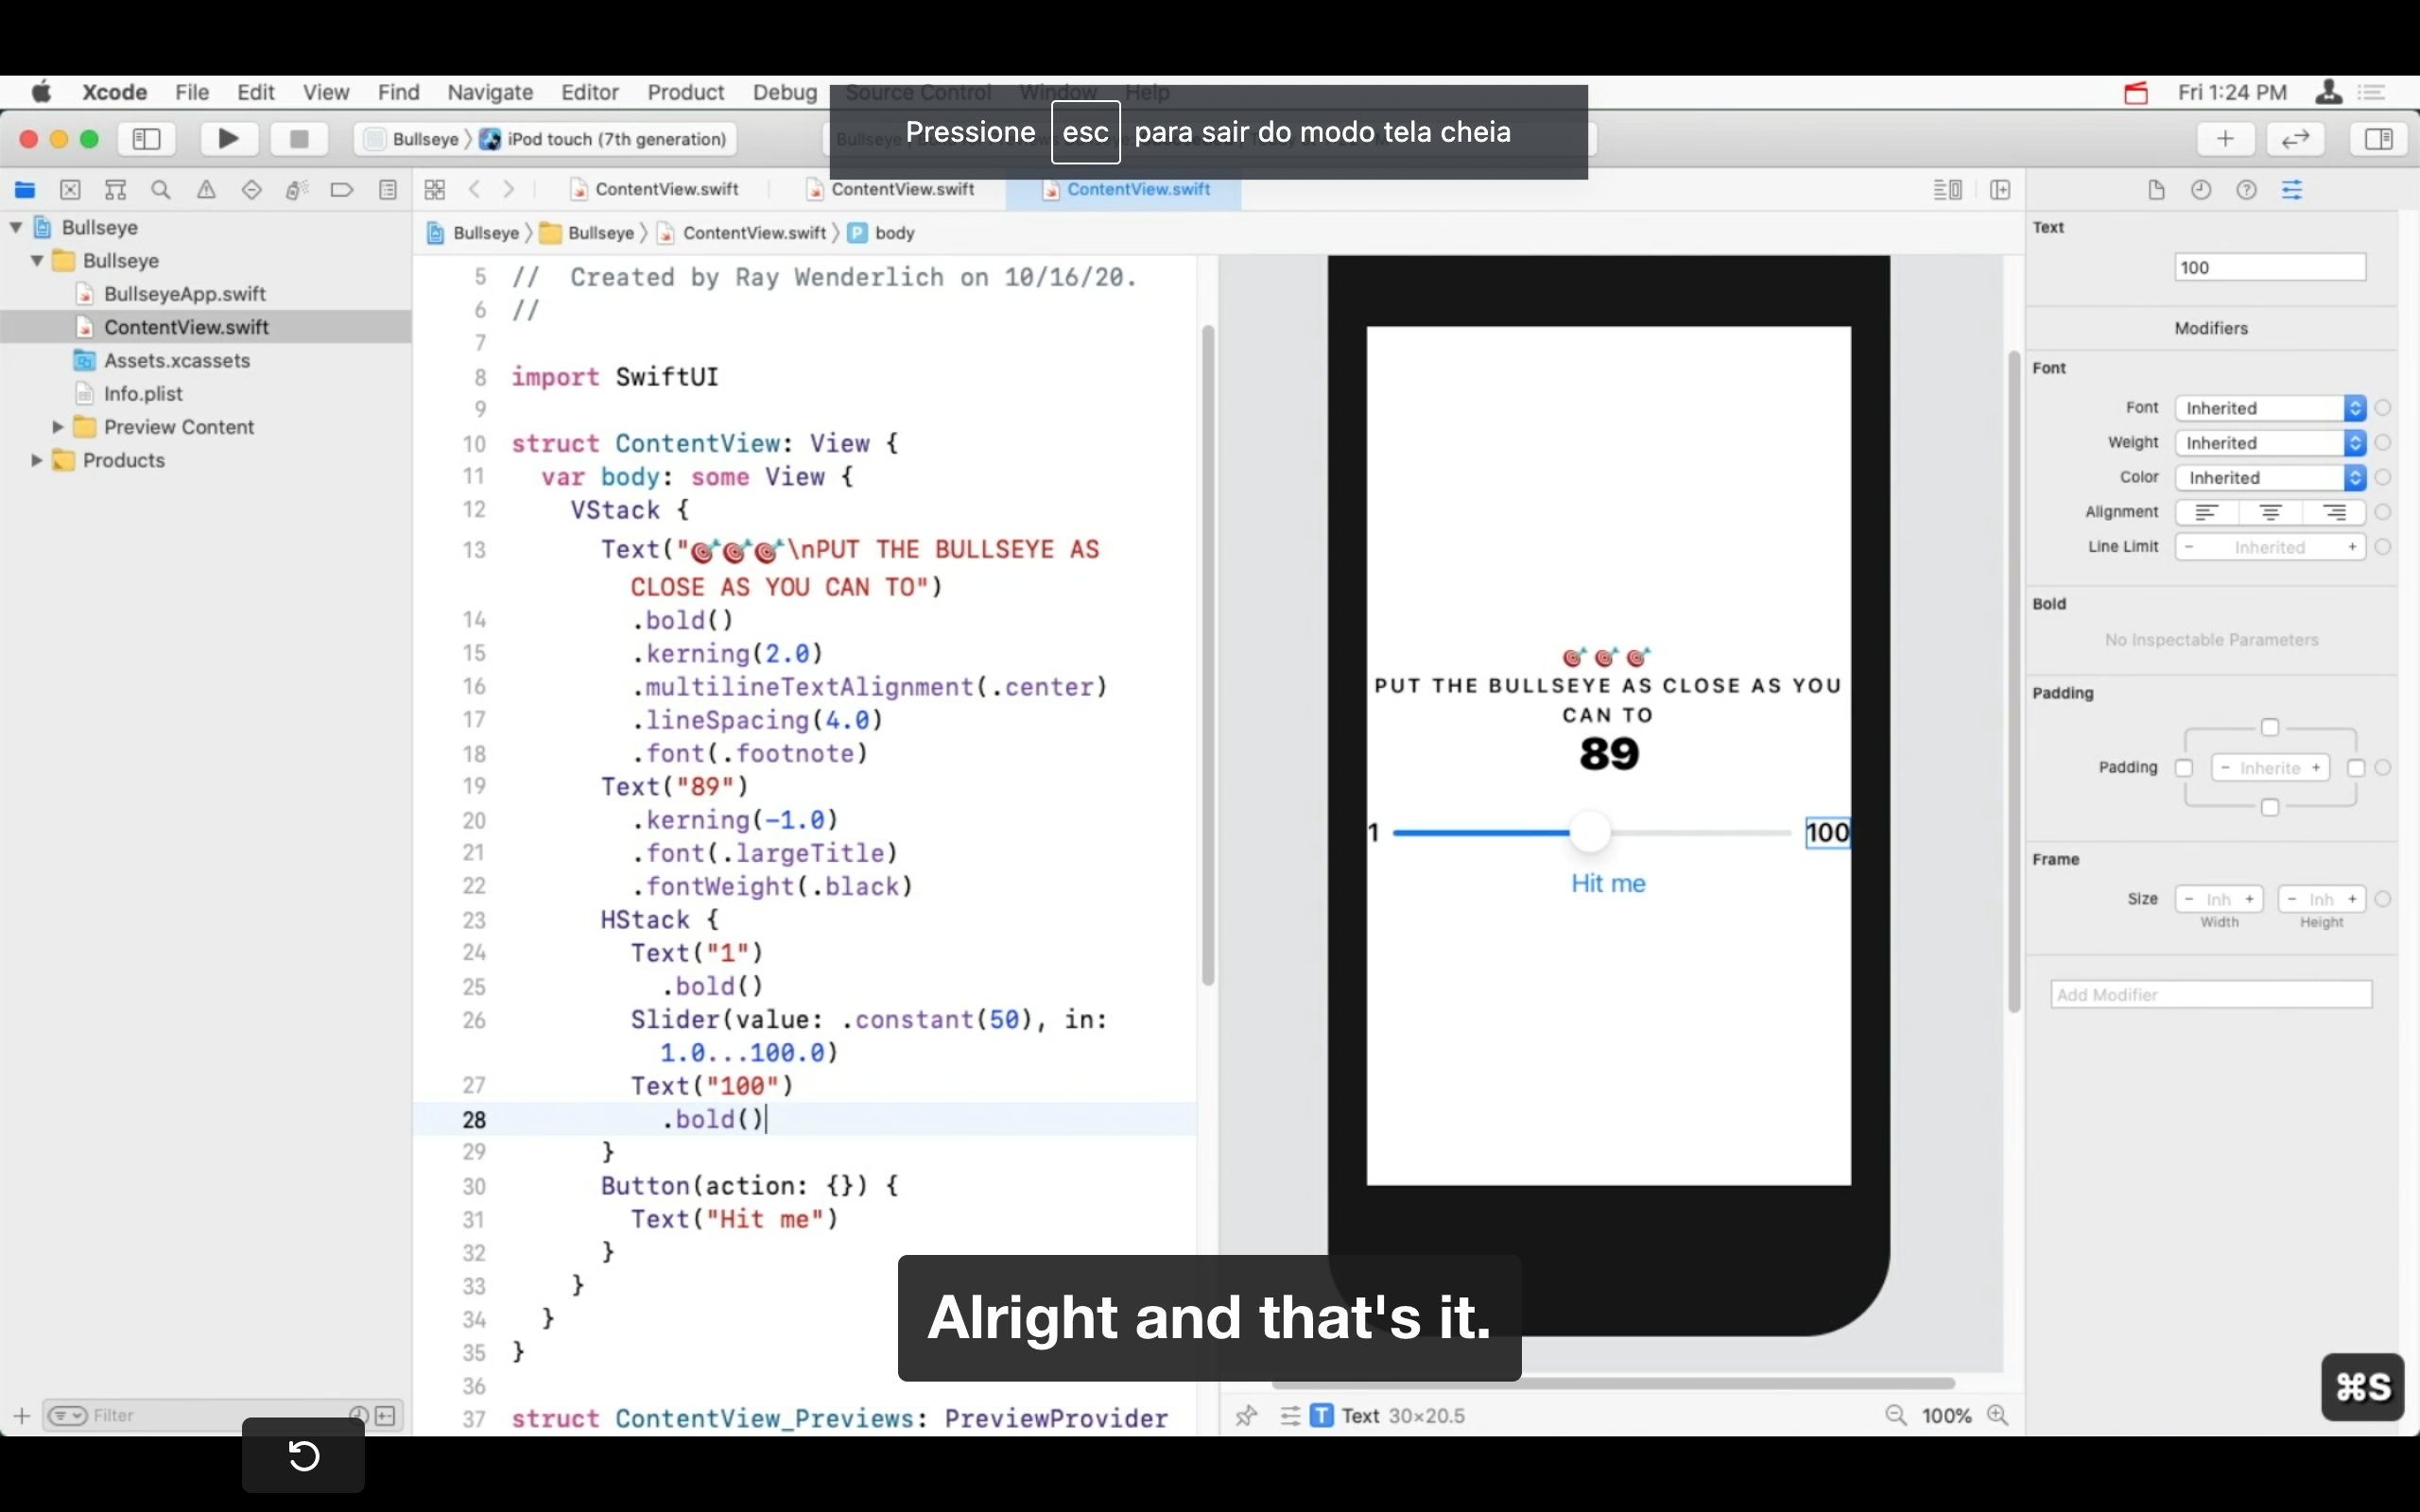 Xcode File Edit View Find Navigate Editor Product Debug Source Control Window Help Fri 1:24 PM
Pressione esc para sair do modo tela cheia
Bullseye 〉 iPod touch (7th generation)
ContentView.swift ContentView.swift ContentView.swift
Bullseye 〉 Bullseye 〉 ContentView.swift 〉 P body
Bullseye
Bullseye
BullseyeApp.swift
ContentView.swift
Assets.xcassets
Info.plist
Preview Content
Products
Filter
5 //  Created by Ray Wenderlich on 10/16/20.
6 //
7
8 import SwiftUI
9
10 struct ContentView: View {
11 var body: some View {
12 VStack {
13 Text("🎯🎯🎯\nPUT THE BULLSEYE AS
CLOSE AS YOU CAN TO")
14 .bold()
15 .kerning(2.0)
16 .multilineTextAlignment(.center)
17 .lineSpacing(4.0)
18 .font(.footnote)
19 Text("89")
20 .kerning(-1.0)
21 .font(.largeTitle)
22 .fontWeight(.black)
23 HStack {
24 Text("1")
25 .bold()
26 Slider(value: .constant(50), in:
1.0...100.0)
27 Text("100")
28 .bold()
29 }
30 Button(action: {}) {
31 Text("Hit me")
32 }
33 }
34 }
35 }
36
37 struct ContentView_Previews: PreviewProvider
🎯🎯🎯
PUT THE BULLSEYE AS CLOSE AS YOU
CAN TO
89
1 100
Hit me
T Text 30×20.5 100%
Text
100
Modifiers
Font
Font Inherited
Weight Inherited
Color Inherited
Alignment
Line Limit - Inherited +
Bold
No Inspectable Parameters
Padding
Padding - Inherite +
Frame
Size - Inh + - Inh +
Width Height
Add Modifier
Alright and that's it.
⌘S